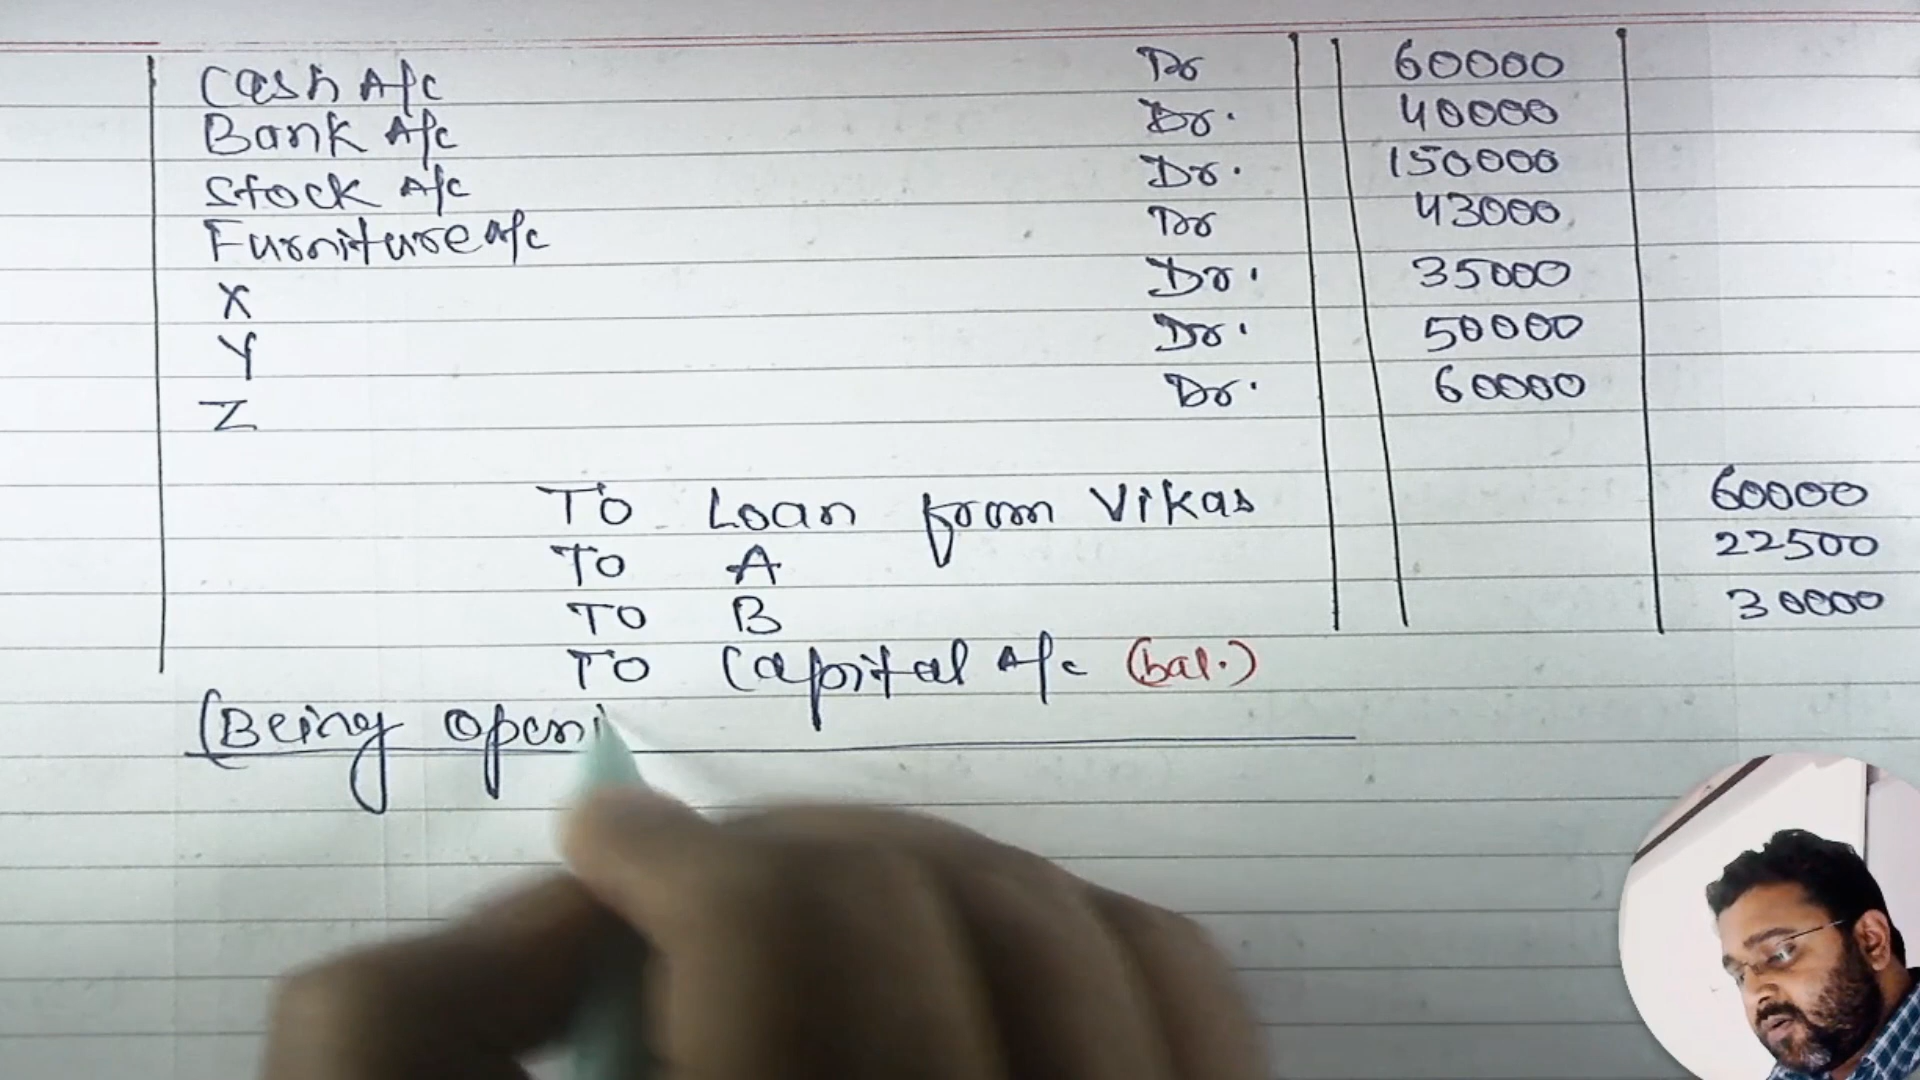 Cash A/c Dr 60000
Bank A/c Dr. 40000
Stock A/c Dr. 150000
Furniture A/c Dr 43000
X Dr. 35000
Y Dr. 50000
Z Dr. 60000
To Loan from Vikas 60000
To A 22500
To B 30000
To Capital A/c (bal.)
(Being openi